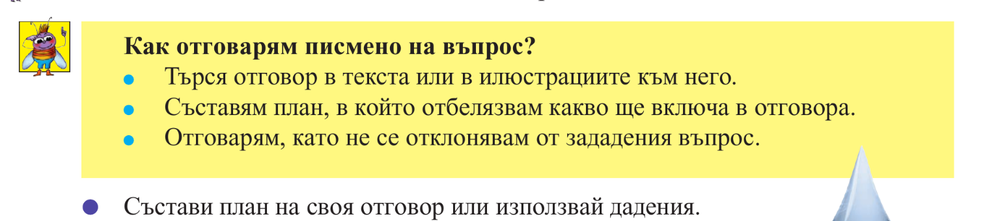 Как отговарям писмено на въпрос?
Търся отговор в текста или в илюстрациите към него.
Съставям план, в който отбелязвам какво ще включа в отговора.
Отговарям, като не се отклонявам от зададения въпрос.
Състави план на своя отговор или използвай дадения.